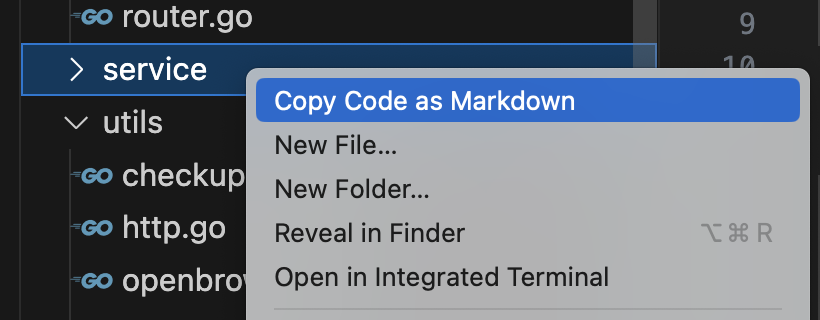 GO router.go
9
service
10
Copy Code as Markdown
utils
New File...
GO checkup
New Folder...
GO http.go
Reveal in Finder ⌥⌘R
GO openbrow
Open in Integrated Terminal